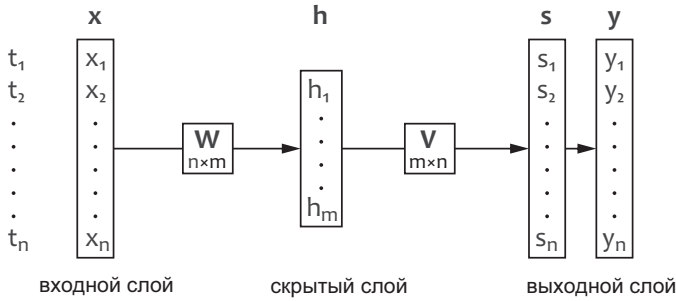 x h s y
t₁ x₁ s₁ y₁
t₂ x₂ h₁ s₂ y₂
W V
n×m m×n
hₘ
tₙ xₙ sₙ yₙ
входной слой скрытый слой выходной слой